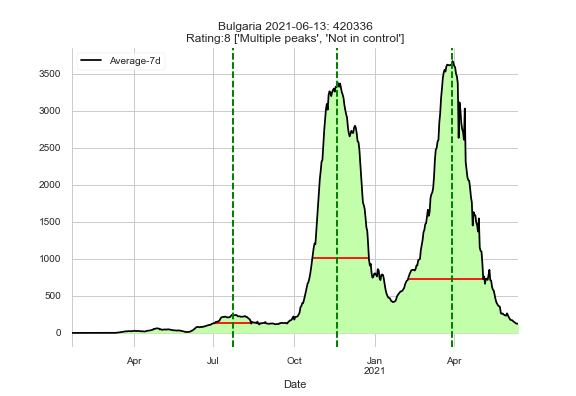 Bulgaria 2021-06-13: 420336
Rating:8 ['Multiple peaks', 'Not in control']
Average-7d
3500
3000
2500
2000
1500
1000
500
0
Apr
Jul
Oct
Jan
2021
Apr
Date